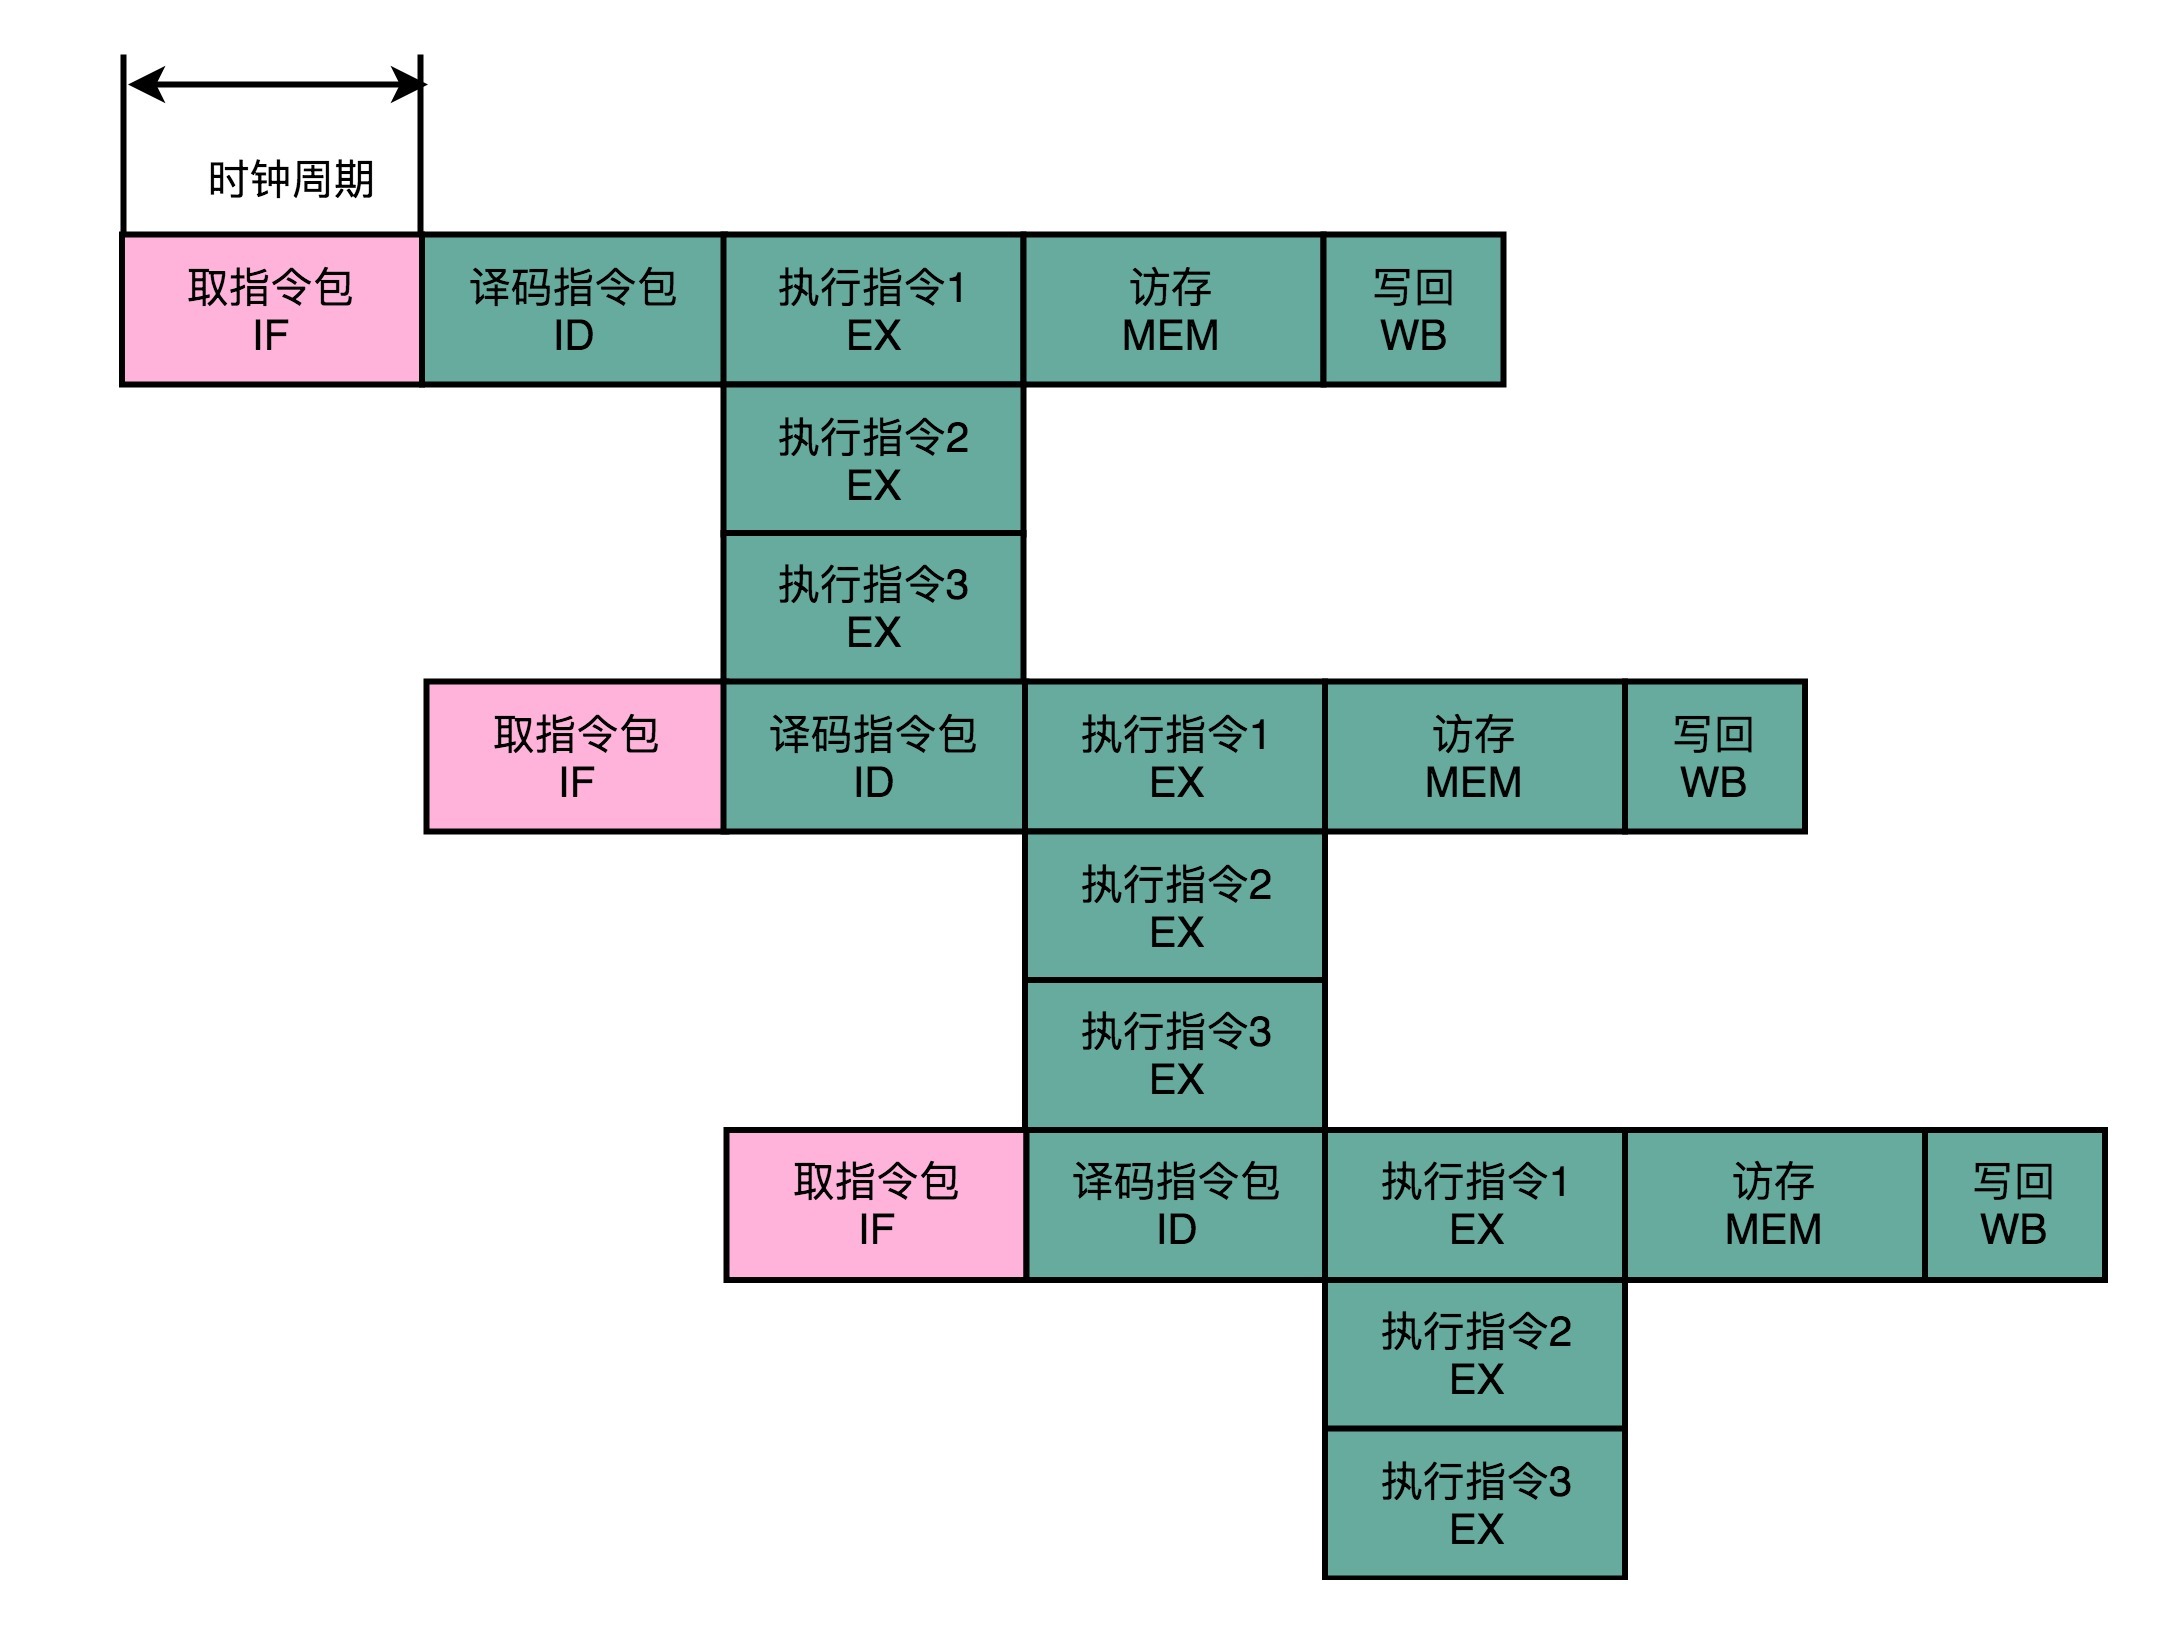 时钟周期
取指令包
IF
译码指令包
ID
执行指令1
EX
访存
MEM
写回
WB
执行指令2
EX
执行指令3
EX
取指令包
IF
译码指令包
ID
执行指令1
EX
访存
MEM
写回
WB
执行指令2
EX
执行指令3
EX
取指令包
IF
译码指令包
ID
执行指令1
EX
访存
MEM
写回
WB
执行指令2
EX
执行指令3
EX